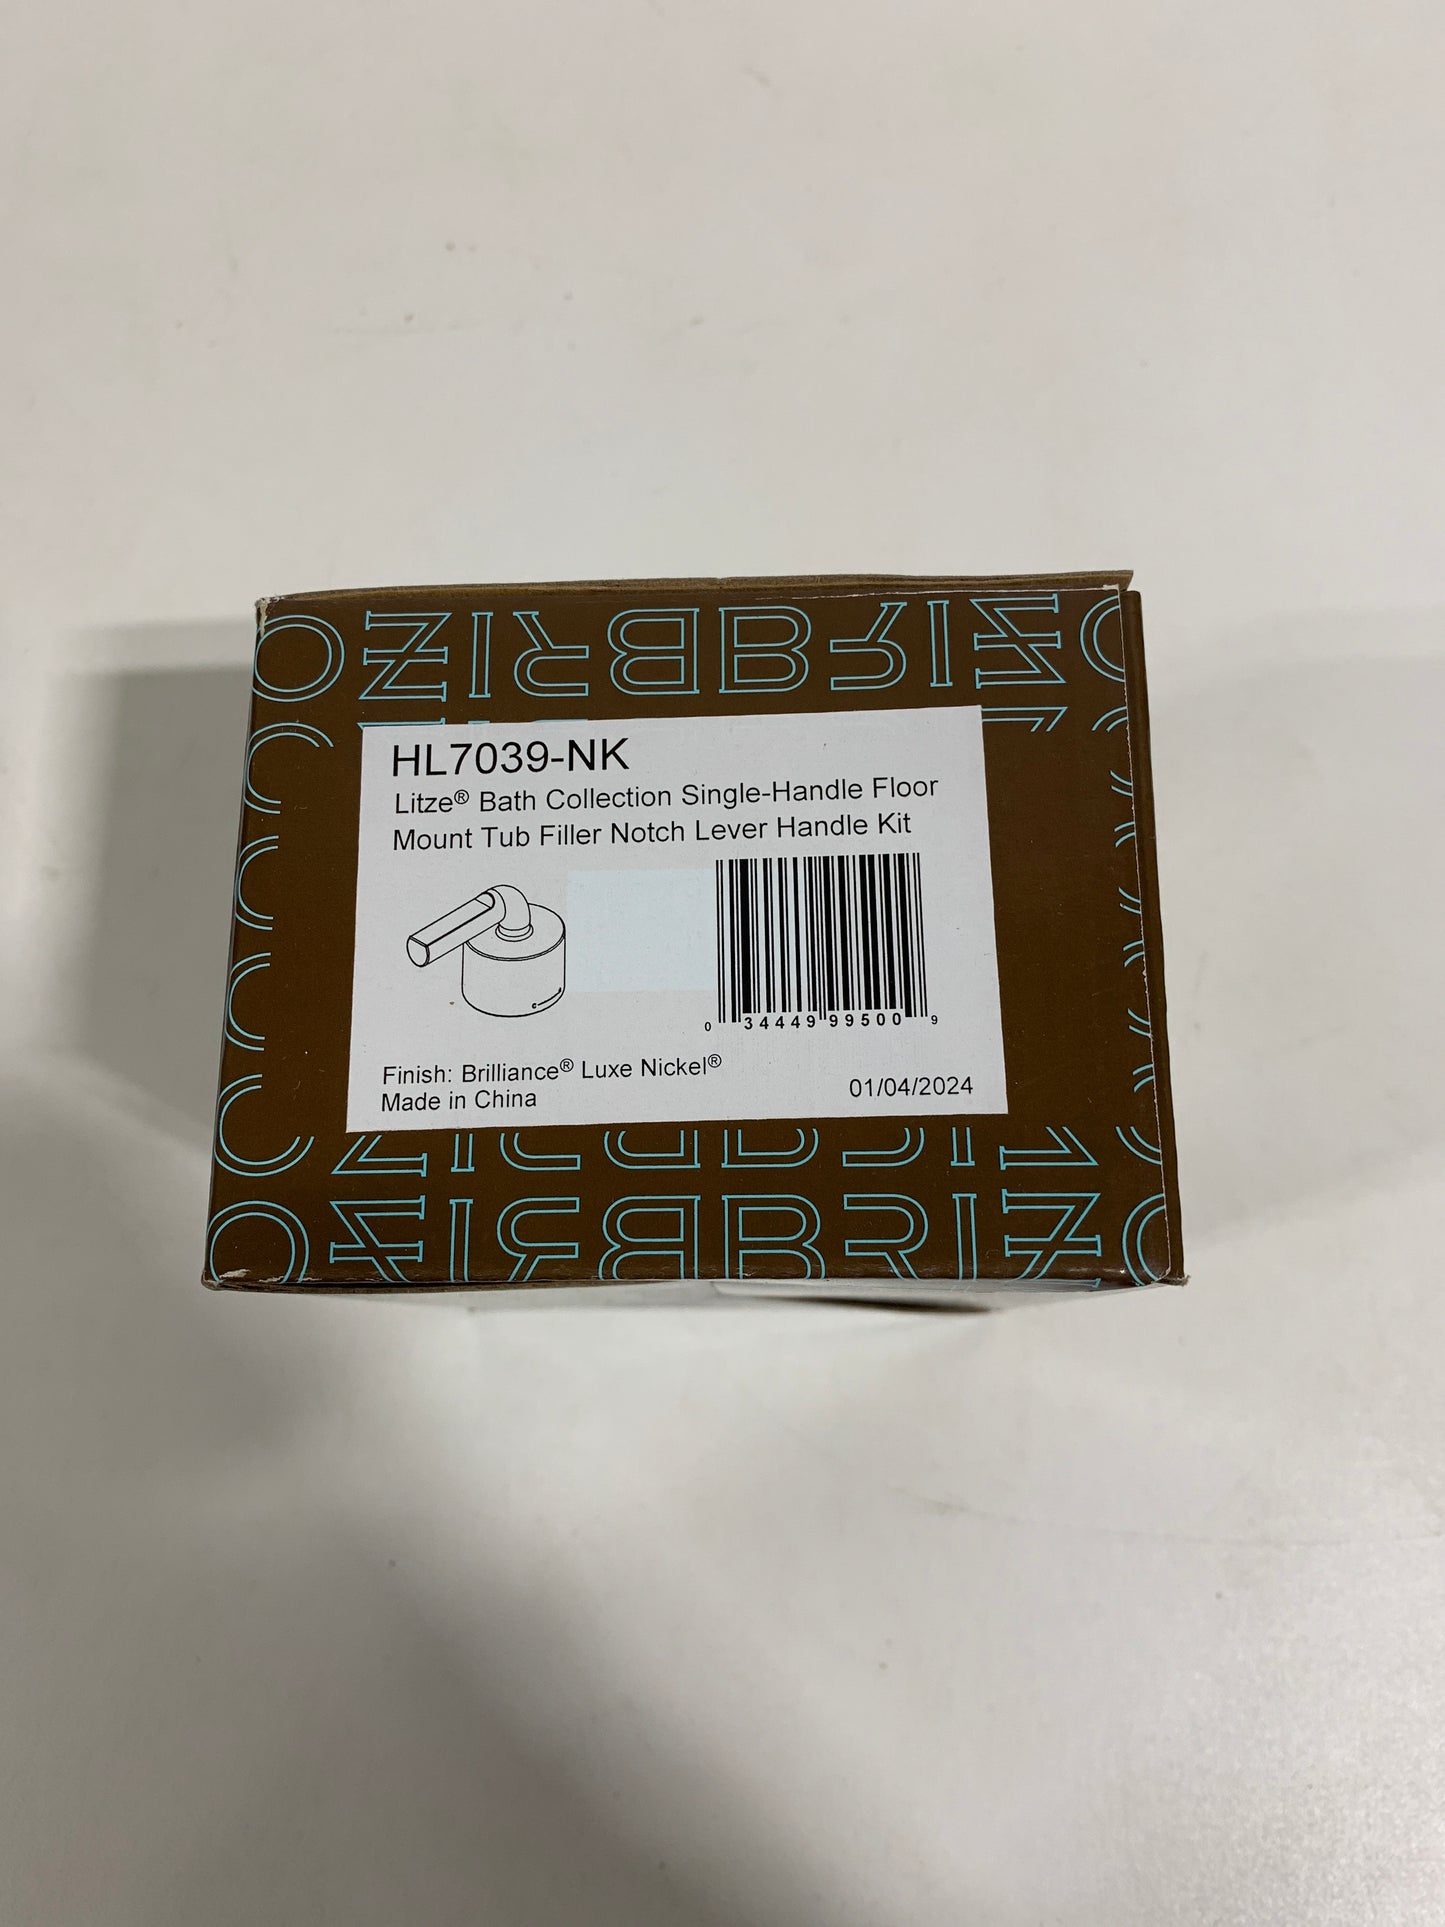 BRIZO
HL7039-NK
Litze® Bath Collection Single-Handle Floor
Mount Tub Filler Notch Lever Handle Kit
0 34449 99500 9
Finish: Brilliance® Luxe Nickel®
Made in China
01/04/2024
BRIZO